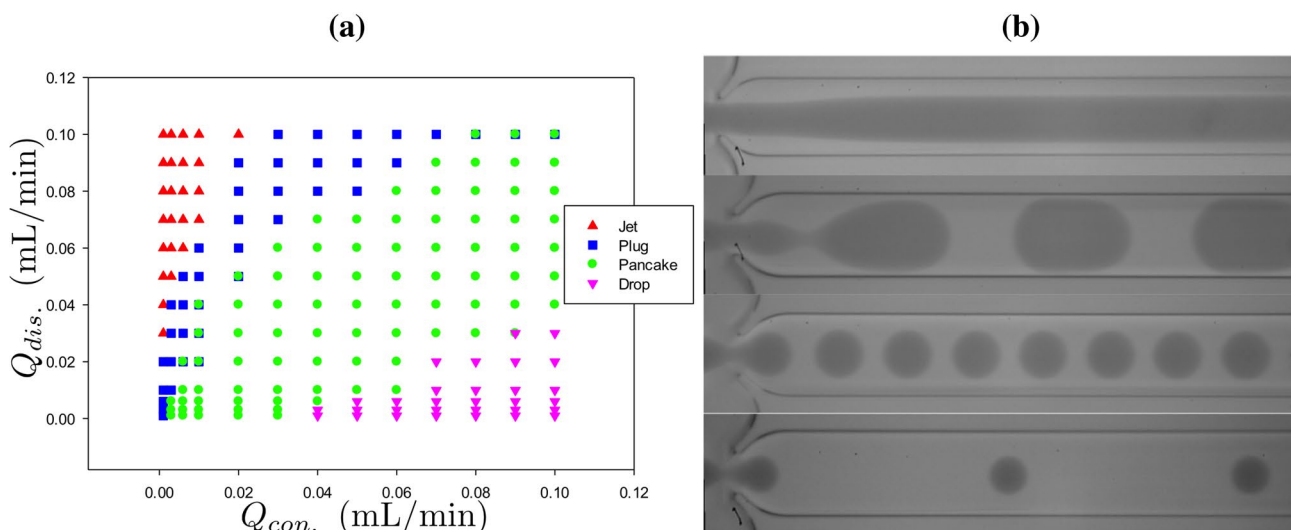 (a)
(b)
0.12
0.10
0.08
0.06
0.04
0.02
0.00
Q_dis. (mL/min)
Jet
Plug
Pancake
Drop
0.00 0.02 0.04 0.06 0.08 0.10 0.12
Q_con. (mL/min)